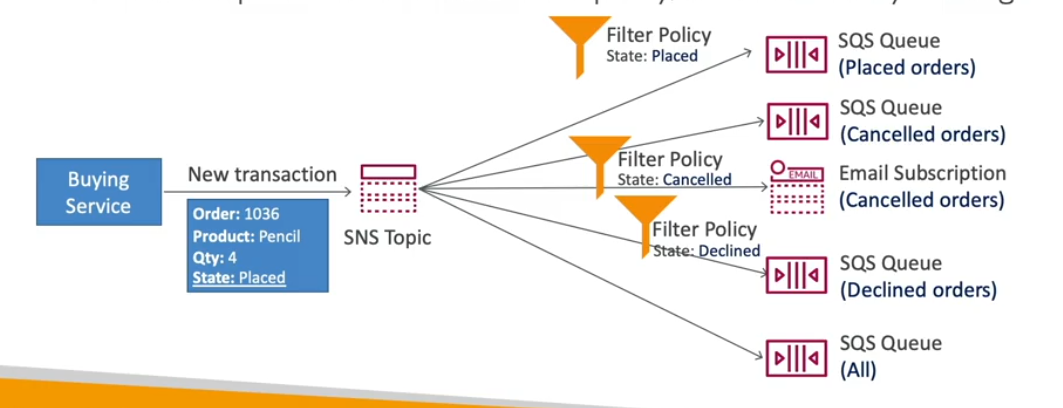 Filter Policy
State: Placed
SQS Queue
(Placed orders)
SQS Queue
(Cancelled orders)
Buying
Service
New transaction
Order: 1036
Product: Pencil
Qty: 4
State: Placed
SNS Topic
Filter Policy
State: Cancelled
EMAIL
Email Subscription
(Cancelled orders)
Filter Policy
State: Declined
SQS Queue
(Declined orders)
SQS Queue
(All)